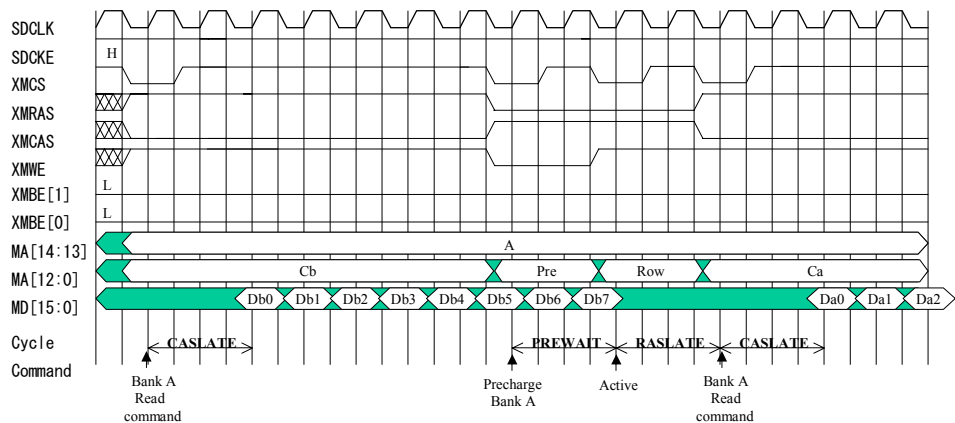 SDCLK
SDCKE H
XMCS
XMRAS
XMCAS
XMWE
XMBE[1] L
XMBE[0] L
MA[14:13] A
MA[12:0] Cb Pre Row Ca
MD[15:0] Db0 Db1 Db2 Db3 Db4 Db5 Db6 Db7 Da0 Da1 Da2
Cycle CASLATE PREWAIT RASLATE CASLATE
Command
Bank A Read command
Precharge Bank A
Active
Bank A Read command